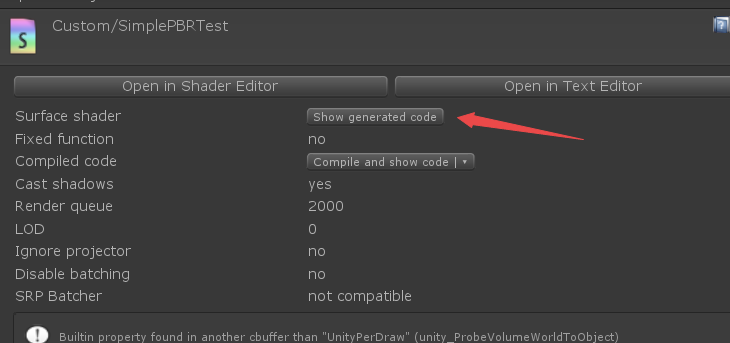 Custom/SimplePBRTest
Open in Shader Editor Open in Text Editor
Surface shader Show generated code
Fixed function no
Compiled code Compile and show code |
Cast shadows yes
Render queue 2000
LOD 0
Ignore projector no
Disable batching no
SRP Batcher not compatible
Builtin property found in another cbuffer than "UnityPerDraw" (unity_ProbeVolumeWorldToObject)